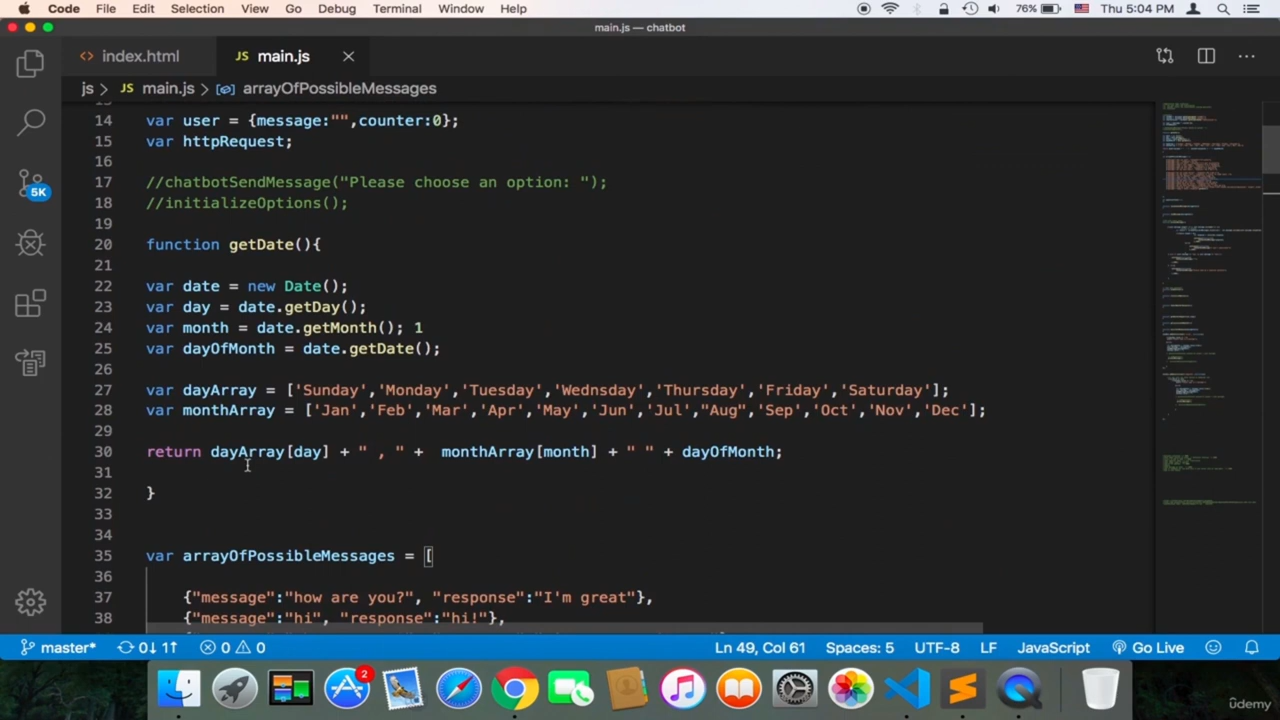 Code File Edit Selection View Go Debug Terminal Window Help 76% Thu 5:04 PM
main.js — chatbot
index.html JS main.js
js > JS main.js > arrayOfPossibleMessages
14 var user = {message:"",counter:0};
15 var httpRequest;
16
17 //chatbotSendMessage("Please choose an option: ");
18 //initializeOptions();
19
20 function getDate(){
21
22 var date = new Date();
23 var day = date.getDay();
24 var month = date.getMonth(); 1
25 var dayOfMonth = date.getDate();
26
27 var dayArray = ['Sunday','Monday','Tuesday','Wednsday','Thursday','Friday','Saturday'];
28 var monthArray = ['Jan','Feb','Mar','Apr','May','Jun','Jul',"Aug",'Sep','Oct','Nov','Dec'];
29
30 return dayArray[day] + " , " + monthArray[month] + " " + dayOfMonth;
31
32 }
33
34
35 var arrayOfPossibleMessages = [
36
37 {"message":"how are you?", "response":"I'm great"},
38 {"message":"hi", "response":"hi!"},
5K
master* 0↓ 1↑ 0 0 Ln 49, Col 61 Spaces: 5 UTF-8 LF JavaScript Go Live
2
udemy